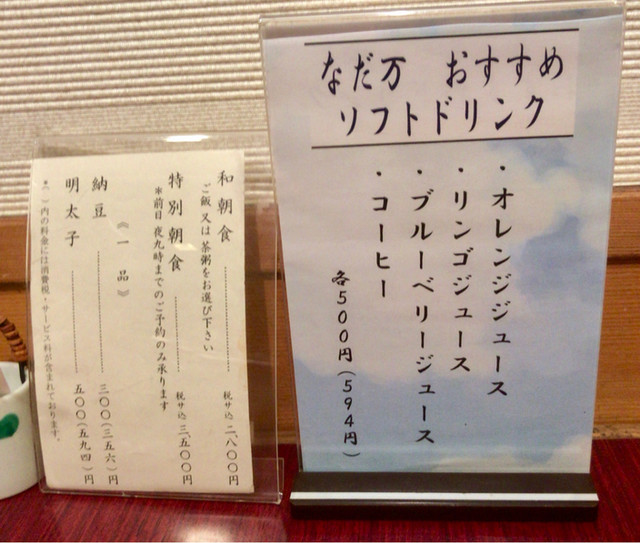 和朝食 税サ込 二、八〇〇円
ご飯又は茶粥をお選び下さい
特別朝食 税サ込 三、五〇〇円
＊前日夜九時までのご予約のみ承ります
《一品》
納豆 三〇〇（三五六）円
明太子 五〇〇（五九四）円
＊（ ）内の料金には消費税・サービス料が含まれております。
なだ万 おすすめ
ソフトドリンク
・オレンジジュース
・リンゴジュース
・ブルーベリージュース
・コーヒー
各500円（594円）